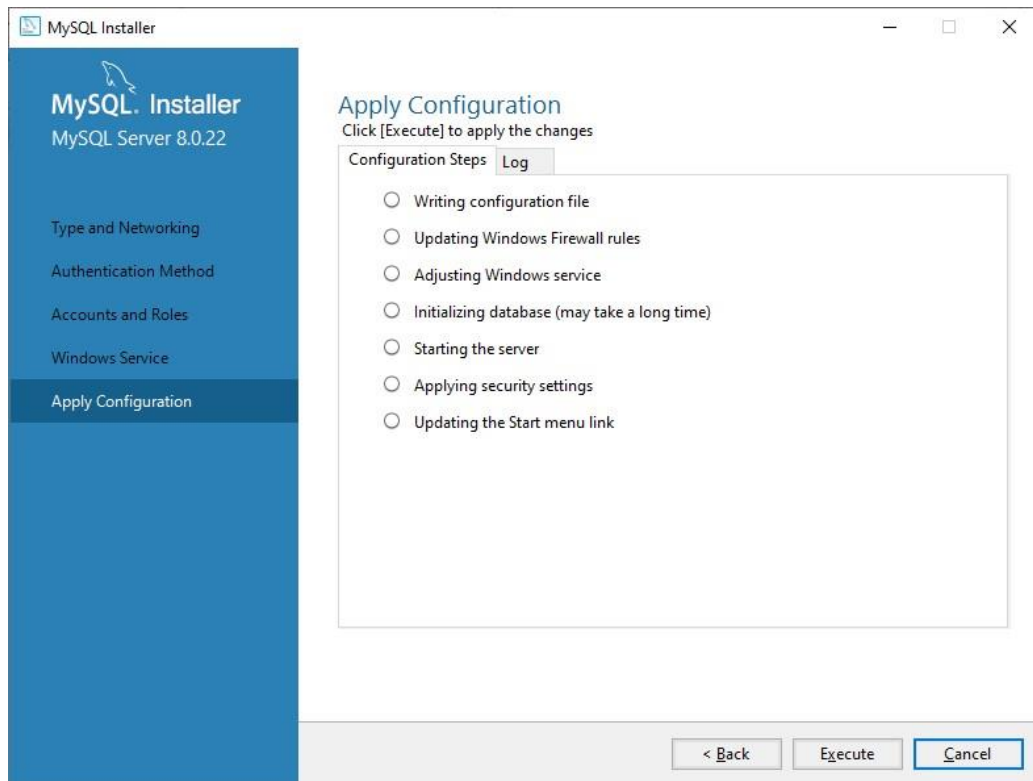 MySQL Installer
MySQL. Installer
MySQL Server 8.0.22
Type and Networking
Authentication Method
Accounts and Roles
Windows Service
Apply Configuration
Apply Configuration
Click [Execute] to apply the changes
Configuration Steps Log
Writing configuration file
Updating Windows Firewall rules
Adjusting Windows service
Initializing database (may take a long time)
Starting the server
Applying security settings
Updating the Start menu link
< Back Execute Cancel